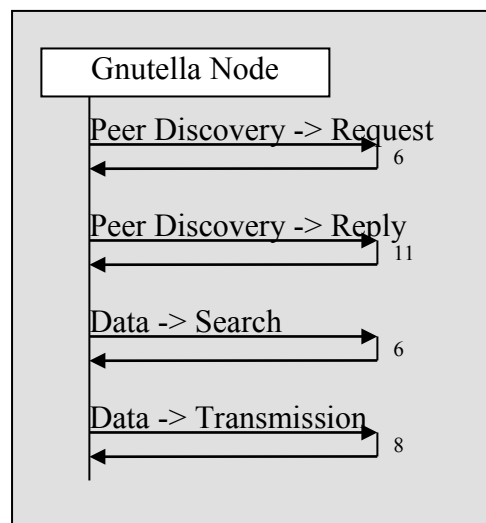 Gnutella Node
Peer Discovery -> Request
6
Peer Discovery -> Reply
11
Data -> Search
6
Data -> Transmission
8